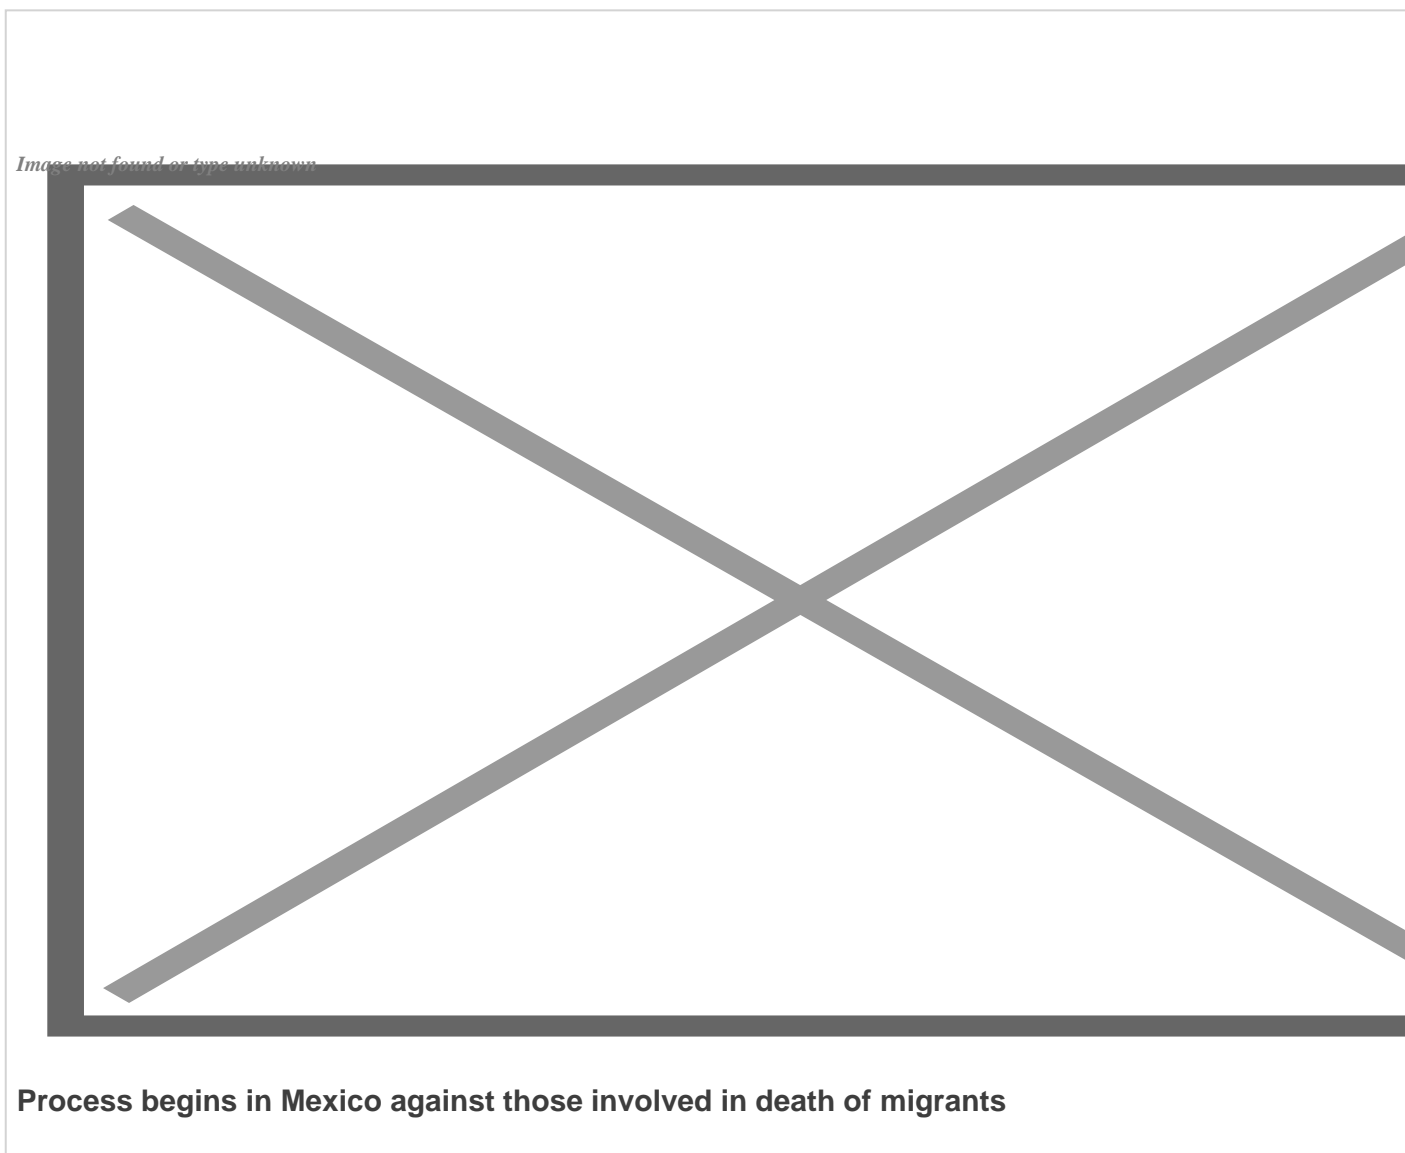 Image not found or type unknown
Process begins in Mexico against those involved in death of migrants